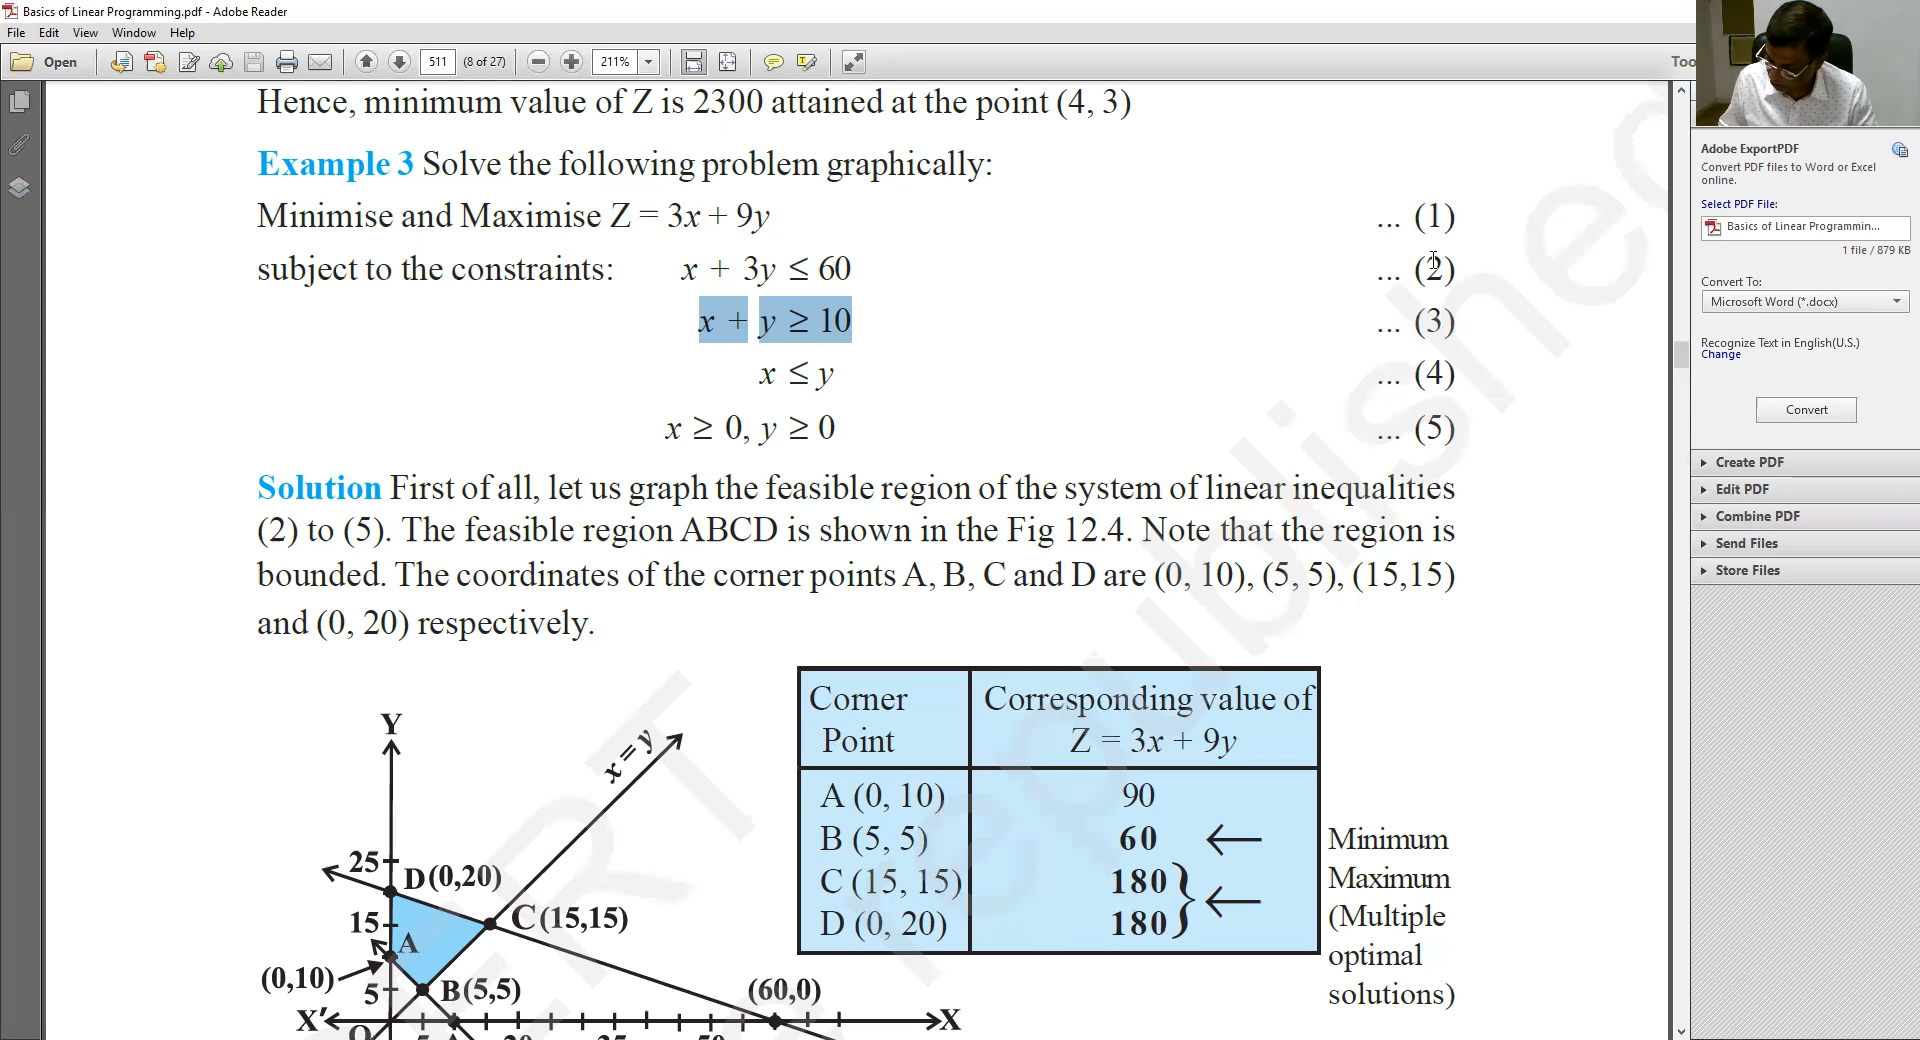 Basics of Linear Programming.pdf - Adobe Reader
File Edit View Window Help
Open 511 (8 of 27) 211% Too
Hence, minimum value of Z is 2300 attained at the point (4, 3)
Example 3 Solve the following problem graphically:
Minimise and Maximise Z = 3x + 9y ... (1)
subject to the constraints: x + 3y ≤ 60 ... (2)
x + y ≥ 10 ... (3)
x ≤ y ... (4)
x ≥ 0, y ≥ 0 ... (5)
Solution First of all, let us graph the feasible region of the system of linear inequalities
(2) to (5). The feasible region ABCD is shown in the Fig 12.4. Note that the region is
bounded. The coordinates of the corner points A, B, C and D are (0, 10), (5, 5), (15,15)
and (0, 20) respectively.
Corner Point
Corresponding value of
Z = 3x + 9y
A (0, 10) 90
B (5, 5) 60 ← Minimum
C (15, 15) 180
D (0, 20) 180
} ← Maximum
(Multiple
optimal
solutions)
Y
x = y
25
D (0,20)
15
C (15,15)
A
(0,10)
5
B (5,5)
(60,0)
X′ X
O
republished
Adobe ExportPDF
Convert PDF files to Word or Excel
online.
Select PDF File:
Basics of Linear Programmin...
1 file / 879 KB
Convert To:
Microsoft Word (*.docx)
Recognize Text in English(U.S.)
Change
Convert
Create PDF
Edit PDF
Combine PDF
Send Files
Store Files